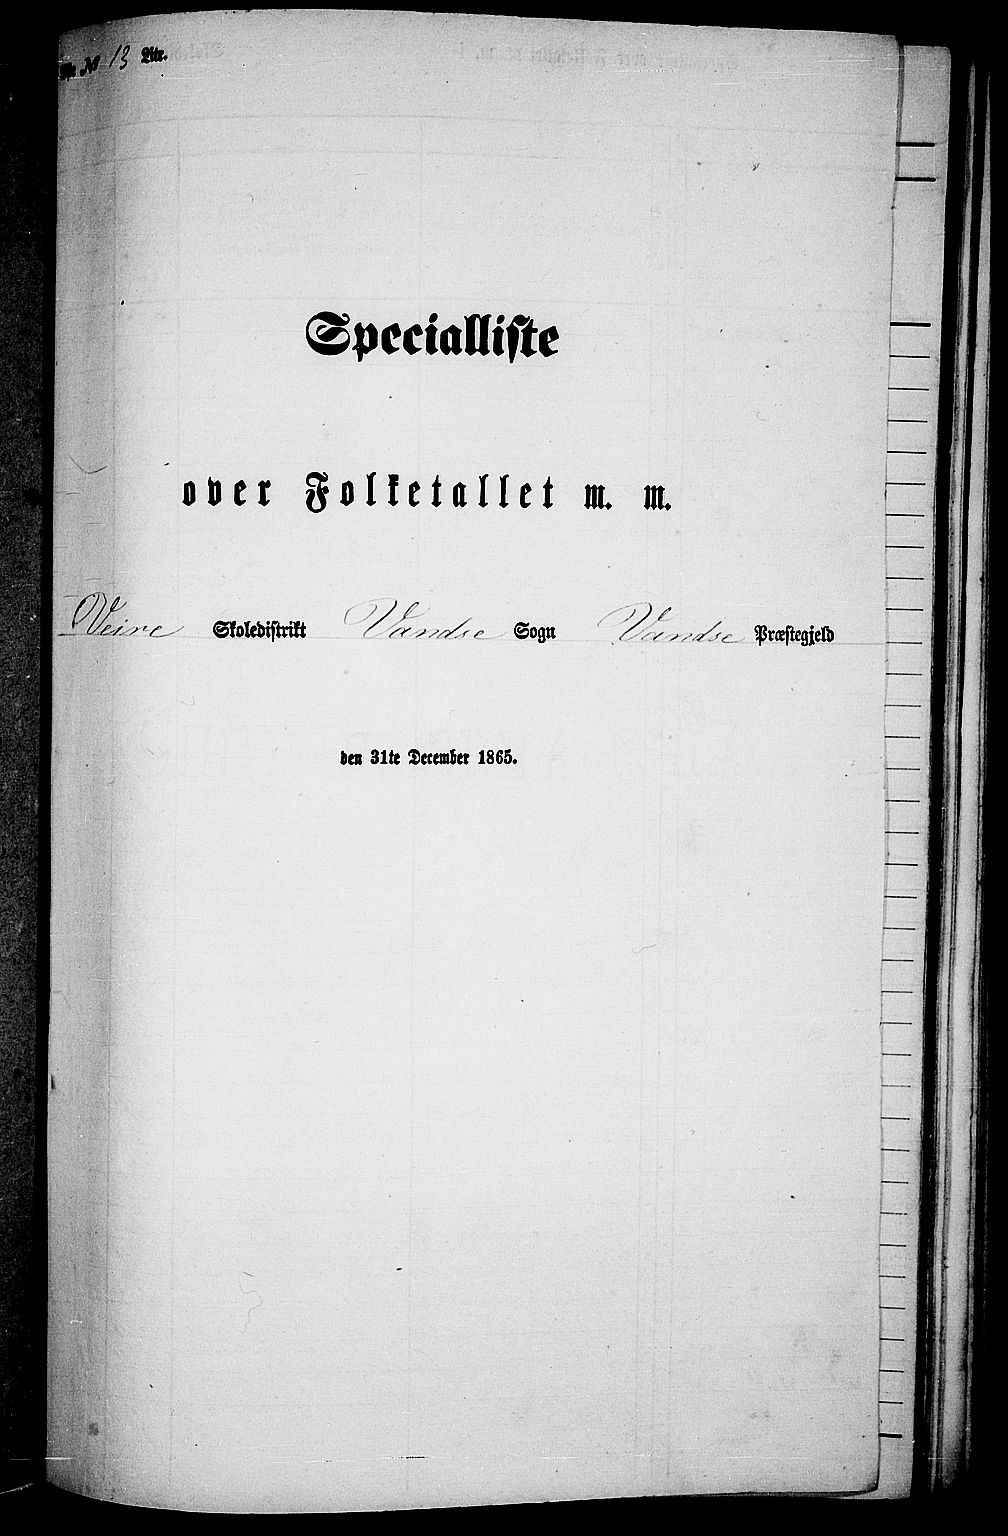 No 13 Litr.
Specialliste
over Folketallet m. m.
Veire Skoledistrikt Vandse Sogn Vandse Præstegjeld
den 31te December 1865.